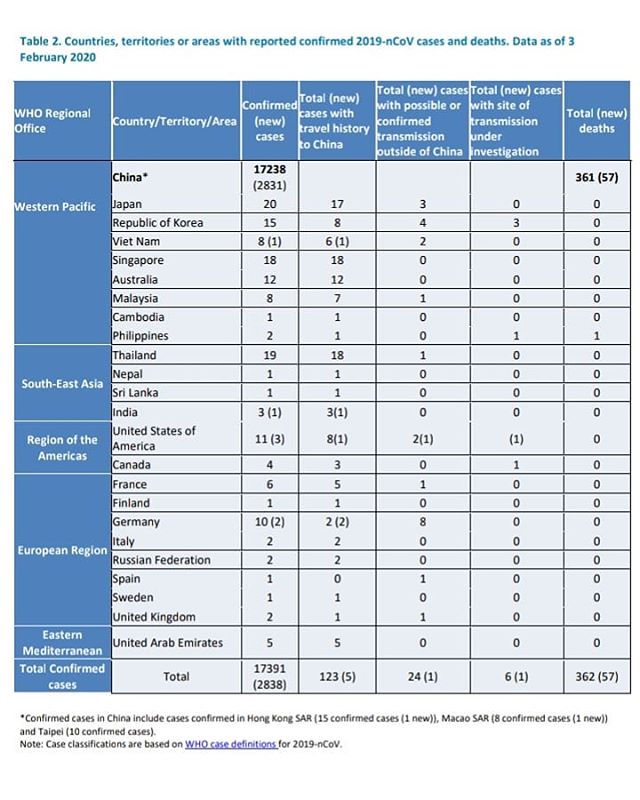 Table 2. Countries, territories or areas with reported confirmed 2019-nCoV cases and deaths. Data as of 3
February 2020
WHO Regional Office Country/Territory/Area Confirmed (new) cases Total (new) cases with travel history to China Total (new) cases with possible or confirmed transmission outside of China Total (new) cases with site of transmission under investigation Total (new) deaths
Western Pacific China* 17238 (2831) 361 (57)
Japan 20 17 3 0 0
Republic of Korea 15 8 4 3 0
Viet Nam 8 (1) 6 (1) 2 0 0
Singapore 18 18 0 0 0
Australia 12 12 0 0 0
Malaysia 8 7 1 0 0
Cambodia 1 1 0 0 0
Philippines 2 1 0 1 1
South-East Asia Thailand 19 18 1 0 0
Nepal 1 1 0 0 0
Sri Lanka 1 1 0 0 0
India 3 (1) 3(1) 0 0 0
Region of the Americas United States of America 11 (3) 8(1) 2(1) (1) 0
Canada 4 3 0 1 0
European Region France 6 5 1 0 0
Finland 1 1 0 0 0
Germany 10 (2) 2 (2) 8 0 0
Italy 2 2 0 0 0
Russian Federation 2 2 0 0 0
Spain 1 0 1 0 0
Sweden 1 1 0 0 0
United Kingdom 2 1 1 0 0
Eastern Mediterranean United Arab Emirates 5 5 0 0 0
Total Confirmed cases Total 17391 (2838) 123 (5) 24 (1) 6 (1) 362 (57)
*Confirmed cases in China include cases confirmed in Hong Kong SAR (15 confirmed cases (1 new)), Macao SAR (8 confirmed cases (1 new))
and Taipei (10 confirmed cases).
Note: Case classifications are based on WHO case definitions for 2019-nCoV.